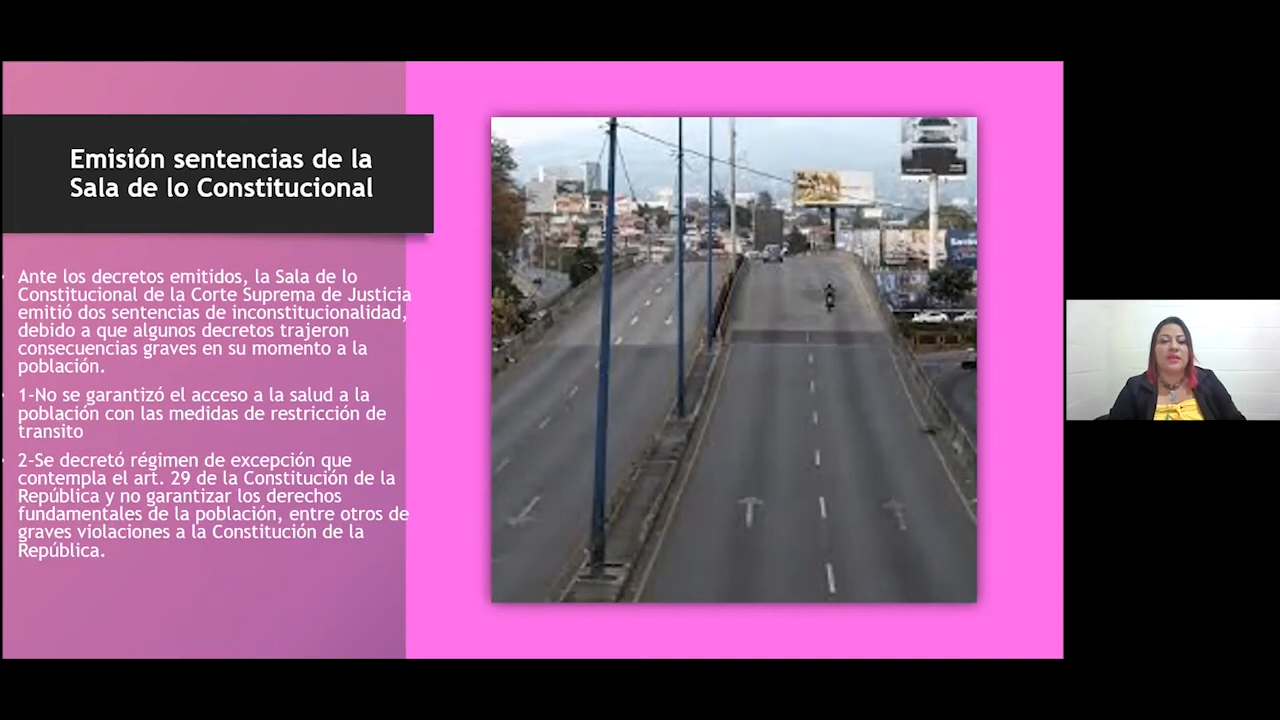 Emisión sentencias de la
Sala de lo Constitucional
Ante los decretos emitidos, la Sala de lo
Constitucional de la Corte Suprema de Justicia
emitió dos sentencias de inconstitucionalidad,
debido a que algunos decretos trajeron
consecuencias graves en su momento a la
población.
1-No se garantizó el acceso a la salud a la
población con las medidas de restricción de
transito
2-Se decretó régimen de excepción que
contempla el art. 29 de la Constitución de la
República y no garantizar los derechos
fundamentales de la población, entre otros de
graves violaciones a la Constitución de la
República.